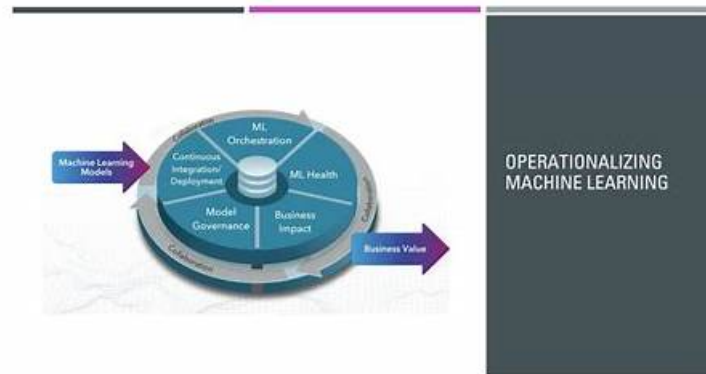 Collaboration
ML
Orchestration
Machine Learning
Models
Continuous
Integration/
Deployment
ML Health
Collaboration
Model
Governance
Business
Impact
Collaboration
Business Value
OPERATIONALIZING
MACHINE LEARNING